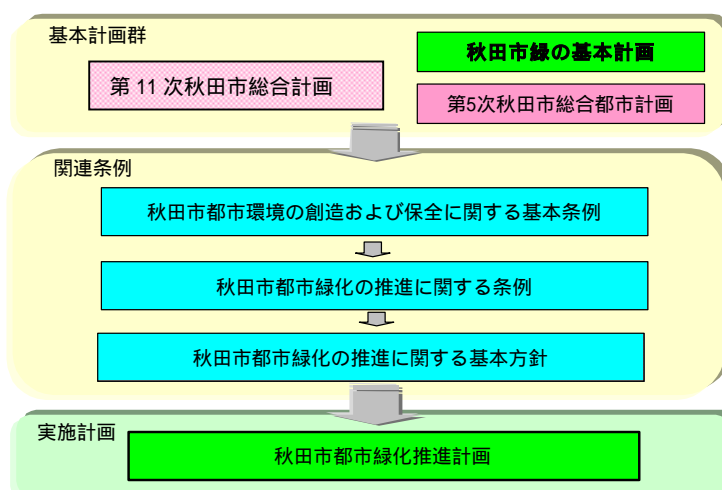 基本計画群
秋田市緑の基本計画
第11次秋田市総合計画
第5次秋田市総合都市計画
関連条例
秋田市都市環境の創造および保全に関する基本条例
秋田市都市緑化の推進に関する条例
秋田市都市緑化の推進に関する基本方針
実施計画
秋田市都市緑化推進計画